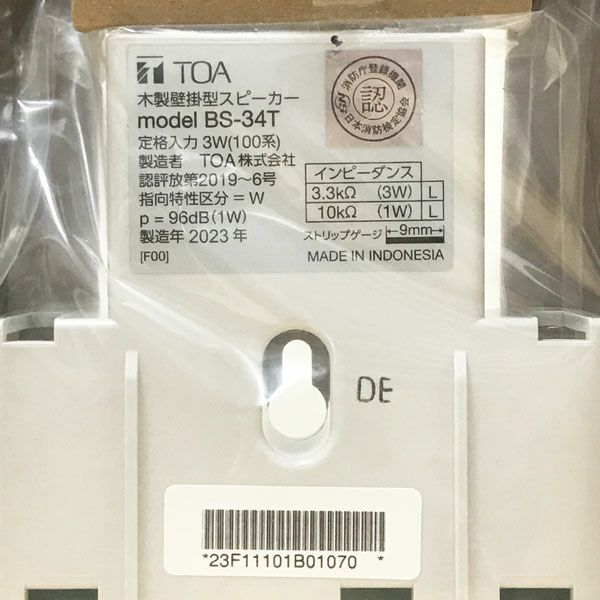 TOA
木製壁掛型スピーカー
model BS-34T
定格入力 3W(100系)
製造者 TOA株式会社
認評放第2019~6号
指向特性区分=W
p = 96dB(1W)
製造年 2023 年
[F00]
消防庁登録機関
認
日本消防検定協会
インピーダンス
3.3kΩ (3W) L
10kΩ (1W) L
ストリップゲージ ←9mm→
MADE IN INDONESIA
DE
*23F11101B01070 *